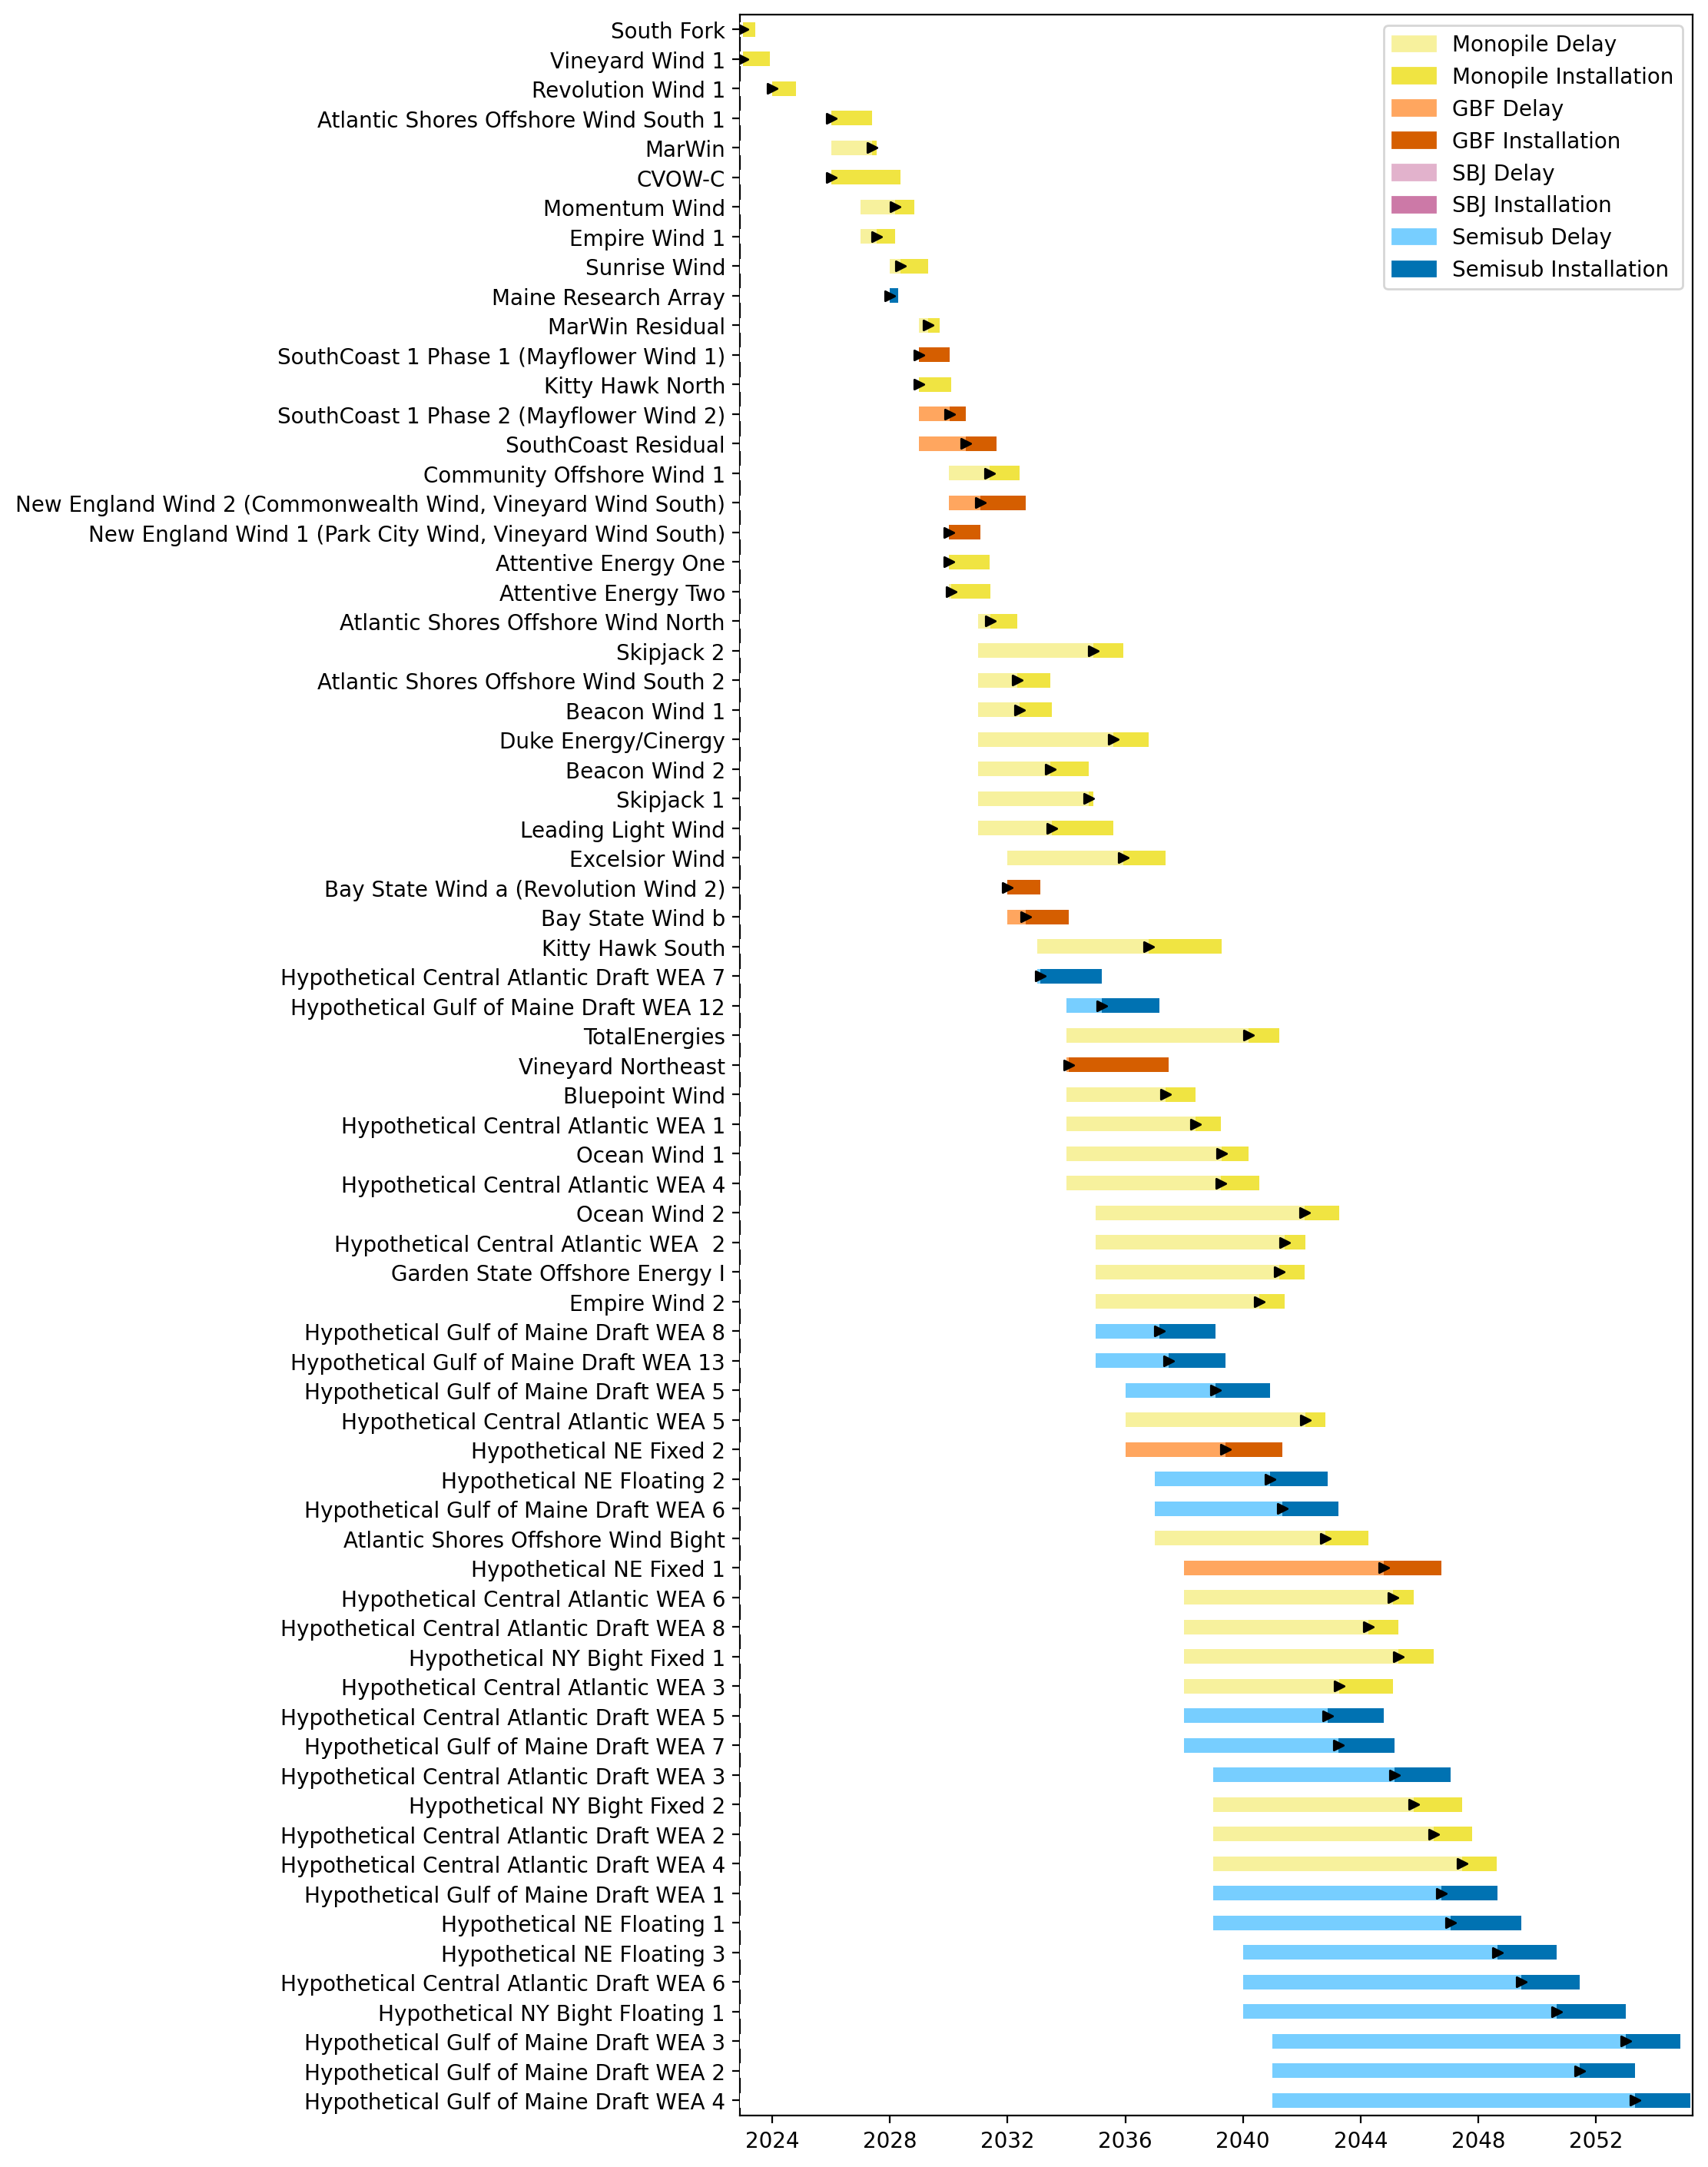 South Fork
Vineyard Wind 1
Revolution Wind 1
Atlantic Shores Offshore Wind South 1
MarWin
CVOW-C
Momentum Wind
Empire Wind 1
Sunrise Wind
Maine Research Array
MarWin Residual
SouthCoast 1 Phase 1 (Mayflower Wind 1)
Kitty Hawk North
SouthCoast 1 Phase 2 (Mayflower Wind 2)
SouthCoast Residual
Community Offshore Wind 1
New England Wind 2 (Commonwealth Wind, Vineyard Wind South)
New England Wind 1 (Park City Wind, Vineyard Wind South)
Attentive Energy One
Attentive Energy Two
Atlantic Shores Offshore Wind North
Skipjack 2
Atlantic Shores Offshore Wind South 2
Beacon Wind 1
Duke Energy/Cinergy
Beacon Wind 2
Skipjack 1
Leading Light Wind
Excelsior Wind
Bay State Wind a (Revolution Wind 2)
Bay State Wind b
Kitty Hawk South
Hypothetical Central Atlantic Draft WEA 7
Hypothetical Gulf of Maine Draft WEA 12
TotalEnergies
Vineyard Northeast
Bluepoint Wind
Hypothetical Central Atlantic WEA 1
Ocean Wind 1
Hypothetical Central Atlantic WEA 4
Ocean Wind 2
Hypothetical Central Atlantic WEA  2
Garden State Offshore Energy I
Empire Wind 2
Hypothetical Gulf of Maine Draft WEA 8
Hypothetical Gulf of Maine Draft WEA 13
Hypothetical Gulf of Maine Draft WEA 5
Hypothetical Central Atlantic WEA 5
Hypothetical NE Fixed 2
Hypothetical NE Floating 2
Hypothetical Gulf of Maine Draft WEA 6
Atlantic Shores Offshore Wind Bight
Hypothetical NE Fixed 1
Hypothetical Central Atlantic WEA 6
Hypothetical Central Atlantic Draft WEA 8
Hypothetical NY Bight Fixed 1
Hypothetical Central Atlantic WEA 3
Hypothetical Central Atlantic Draft WEA 5
Hypothetical Gulf of Maine Draft WEA 7
Hypothetical Central Atlantic Draft WEA 3
Hypothetical NY Bight Fixed 2
Hypothetical Central Atlantic Draft WEA 2
Hypothetical Central Atlantic Draft WEA 4
Hypothetical Gulf of Maine Draft WEA 1
Hypothetical NE Floating 1
Hypothetical NE Floating 3
Hypothetical Central Atlantic Draft WEA 6
Hypothetical NY Bight Floating 1
Hypothetical Gulf of Maine Draft WEA 3
Hypothetical Gulf of Maine Draft WEA 2
Hypothetical Gulf of Maine Draft WEA 4
Monopile Delay
Monopile Installation
GBF Delay
GBF Installation
SBJ Delay
SBJ Installation
Semisub Delay
Semisub Installation
2024 2028 2032 2036 2040 2044 2048 2052